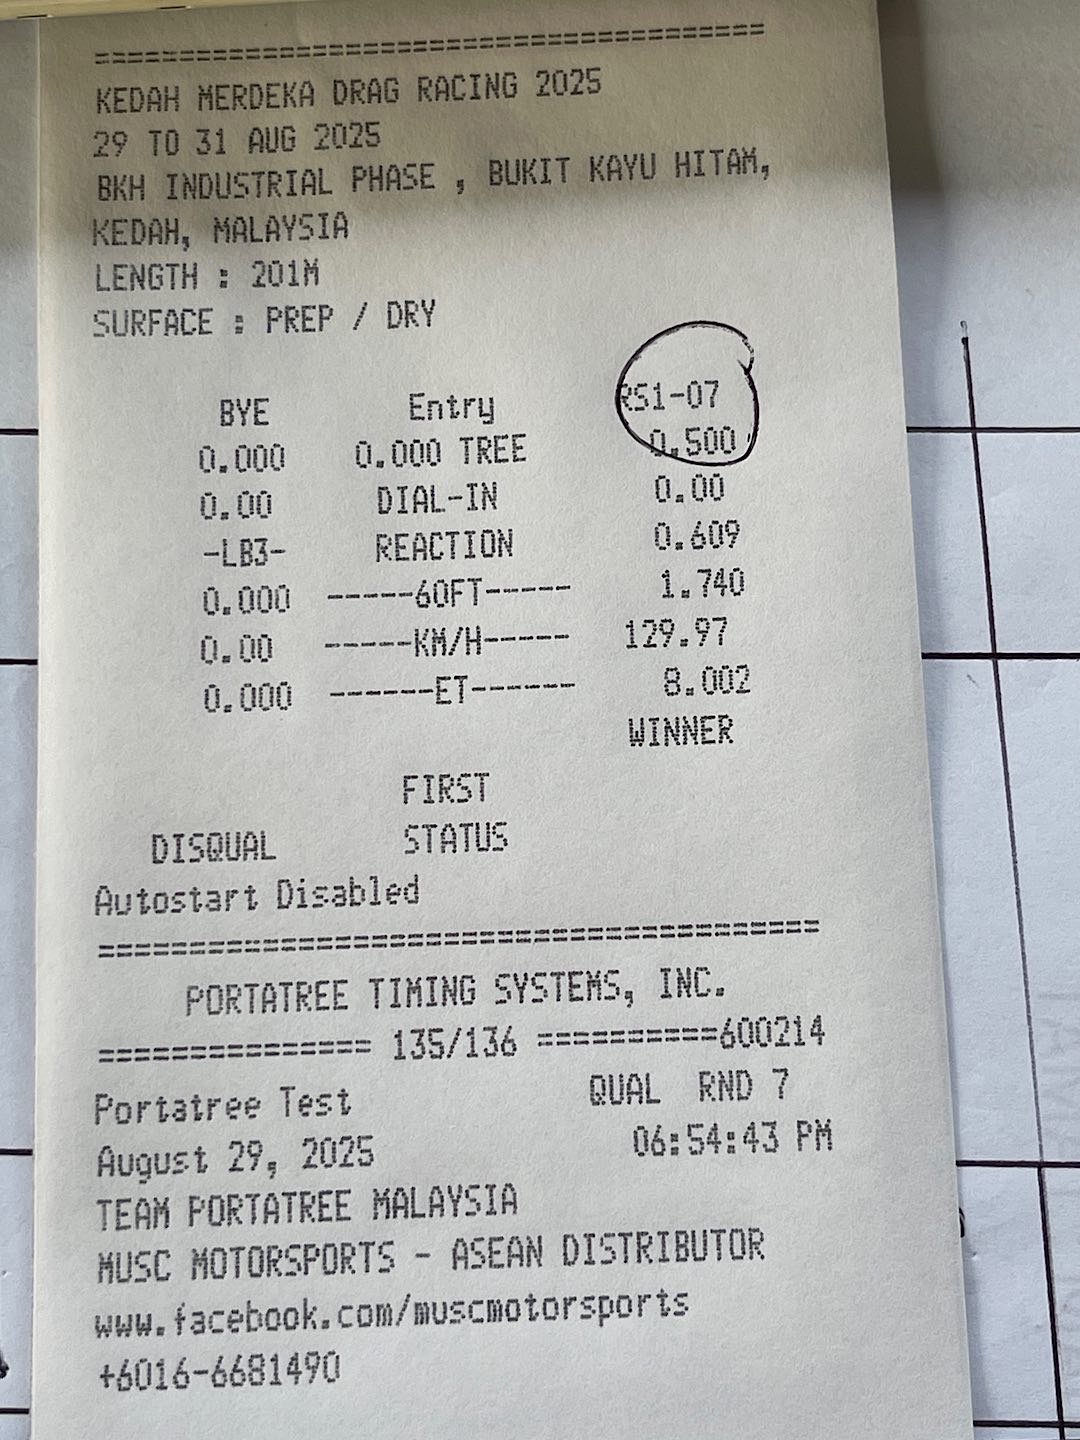 =====================================
KEDAH MERDEKA DRAG RACING 2025
29 TO 31 AUG 2025
BKH INDUSTRIAL PHASE , BUKIT KAYU HITAM,
KEDAH, MALAYSIA
LENGTH : 201M
SURFACE : PREP / DRY
BYE Entry RS1-07
0.000 0.000 TREE 0.500
0.00 DIAL-IN 0.00
-LB3- REACTION 0.609
0.000 -----60FT----- 1.740
0.00 -----KM/H----- 129.97
0.000 ------ET------ 8.002
WINNER
FIRST
DISQUAL STATUS
Autostart Disabled
========================================
PORTATREE TIMING SYSTEMS, INC.
=============== 135/136 ==========600214
Portatree Test QUAL RND 7
August 29, 2025 06:54:43 PM
TEAM PORTATREE MALAYSIA
MUSC MOTORSPORTS - ASEAN DISTRIBUTOR
www.facebook.com/muscmotorsports
+6016-6681490